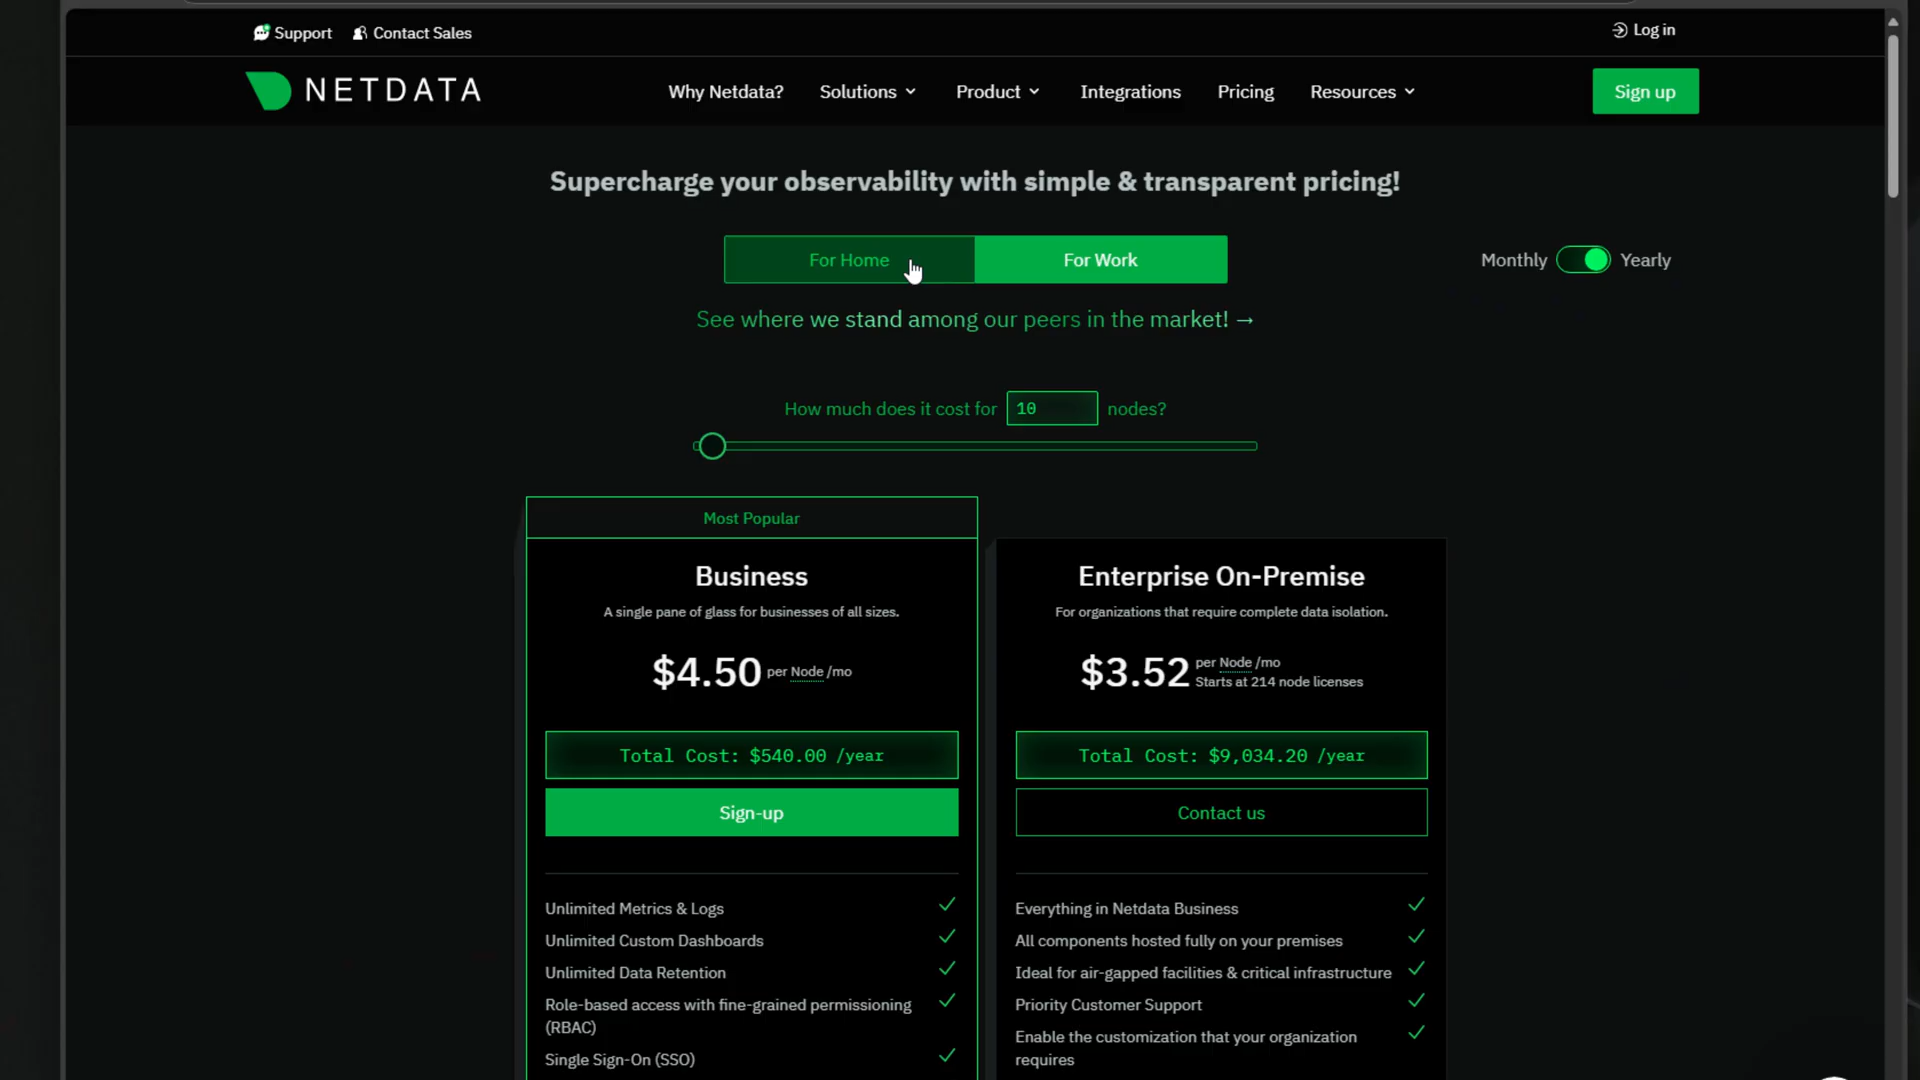 Support
Contact Sales
Log in
NETDATA
Why Netdata?
Solutions
Product
Integrations
Pricing
Resources
Sign up
Supercharge your observability with simple & transparent pricing!
For Home
For Work
Monthly
Yearly
See where we stand among our peers in the market! →
How much does it cost for 10 nodes?
Most Popular
Business
A single pane of glass for businesses of all sizes.
$4.50 per Node /mo
Total Cost: $540.00 /year
Sign-up
Unlimited Metrics & Logs
Unlimited Custom Dashboards
Unlimited Data Retention
Role-based access with fine-grained permissioning
(RBAC)
Single Sign-On (SSO)
Enterprise On-Premise
For organizations that require complete data isolation.
$3.52 per Node /mo
Starts at 214 node licenses
Total Cost: $9,034.20 /year
Contact us
Everything in Netdata Business
All components hosted fully on your premises
Ideal for air-gapped facilities & critical infrastructure
Priority Customer Support
Enable the customization that your organization
requires